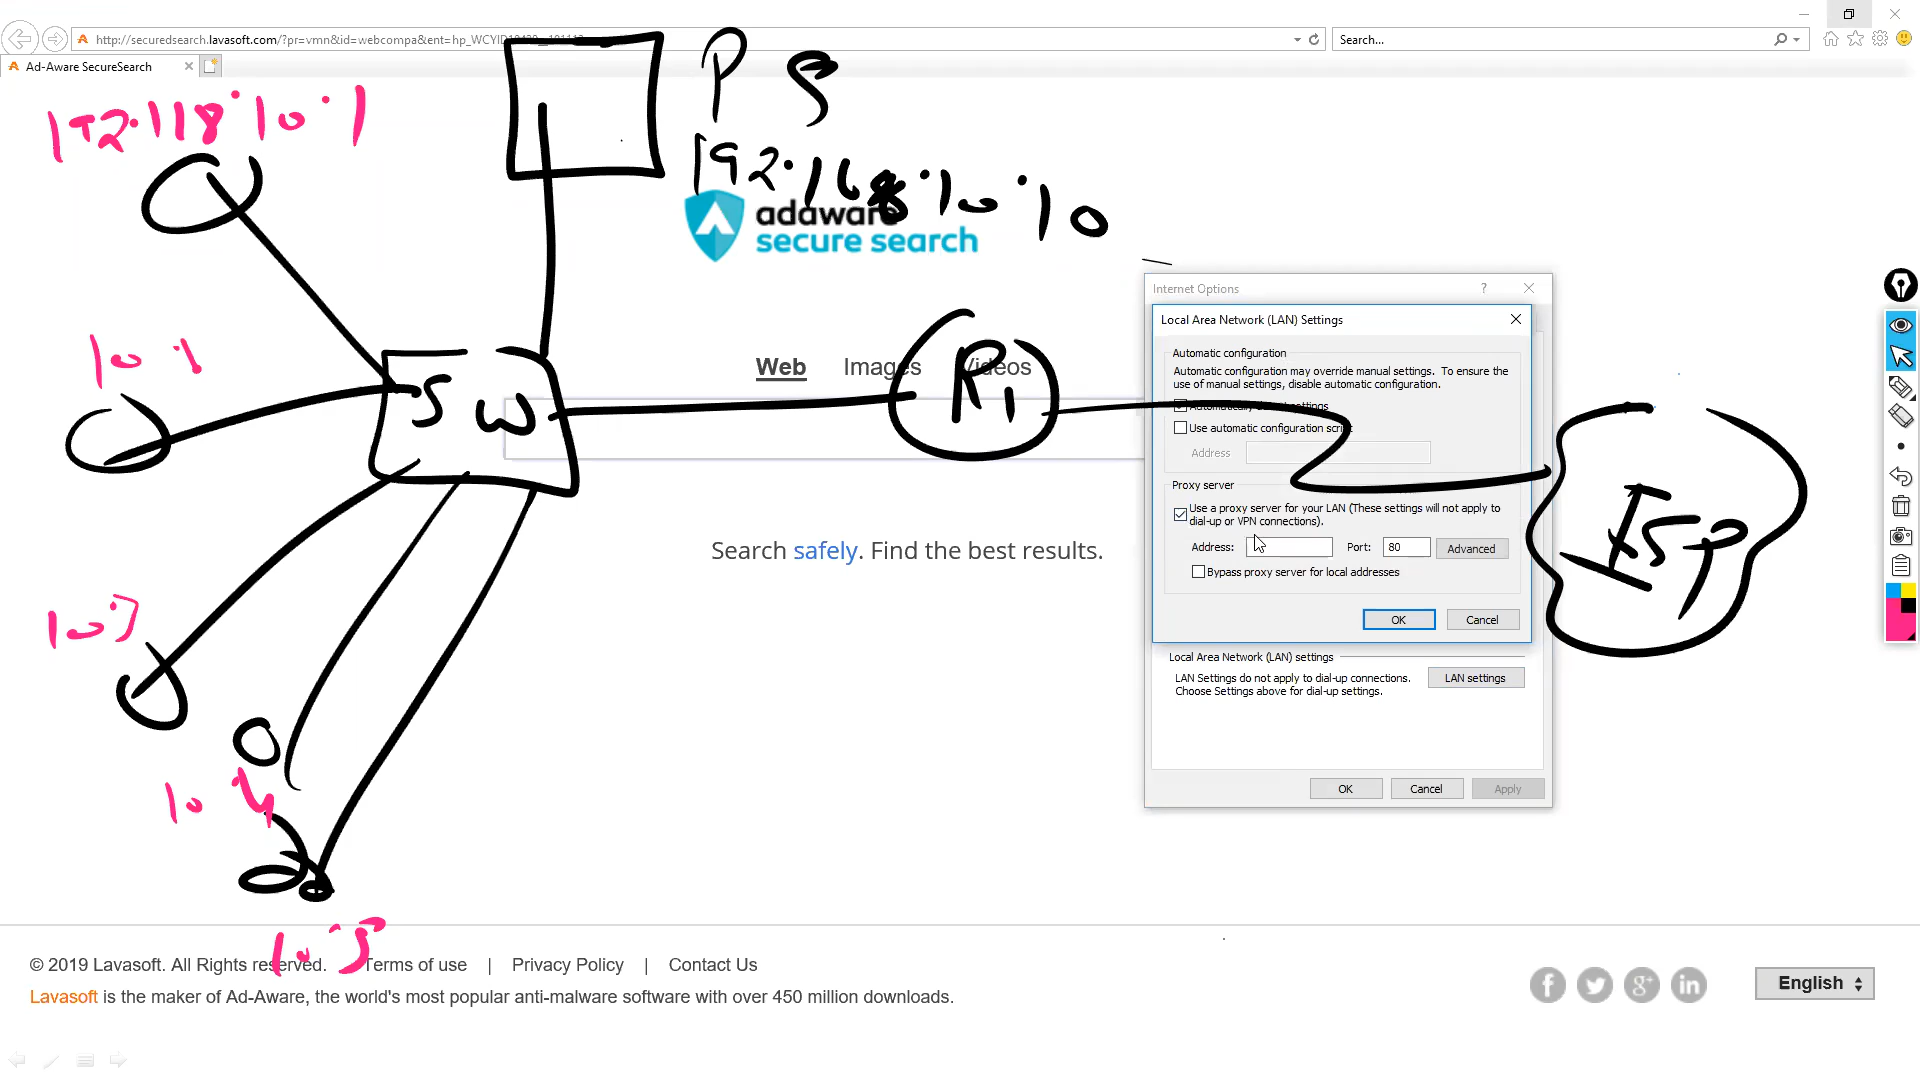 http://securedsearch.lavasoft.com/?pr=vmn&id=webcompa&ent=hp_WCYID10420__191113
Search...
Ad-Aware SecureSearch
P S
192.168.10.10
192.118.10.1
adaware
secure search
Internet Options
Local Area Network (LAN) Settings
Automatic configuration
Automatic configuration may override manual settings. To ensure the
use of manual settings, disable automatic configuration.
Automatically detect settings
Use automatic configuration script
Address
Proxy server
Use a proxy server for your LAN (These settings will not apply to
dial-up or VPN connections).
Address:
Port: 80
Advanced
Bypass proxy server for local addresses
OK
Cancel
Local Area Network (LAN) settings
LAN Settings do not apply to dial-up connections.
Choose Settings above for dial-up settings.
LAN settings
OK
Cancel
Apply
Web Images Videos
SW
R1
ISP
Search safely. Find the best results.
10.3
10.4
10.5
© 2019 Lavasoft. All Rights reserved. Terms of use | Privacy Policy | Contact Us
Lavasoft is the maker of Ad-Aware, the world's most popular anti-malware software with over 450 million downloads.
English